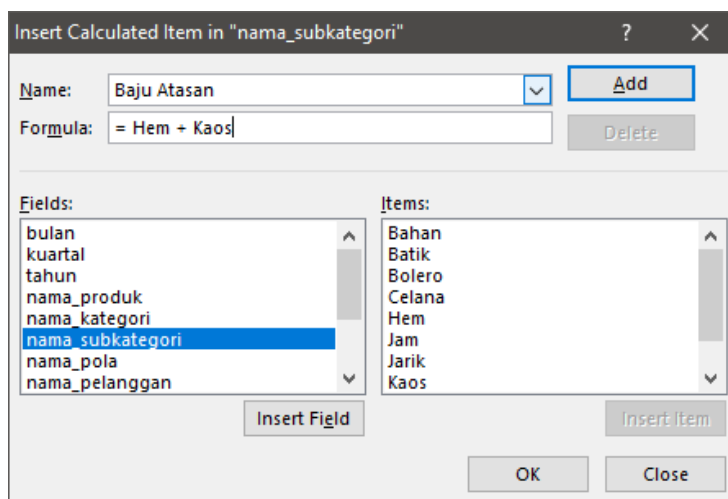 Insert Calculated Item in "nama_subkategori" ? ×
Name: Baju Atasan Add
Formula: = Hem + Kaos Delete
Fields: Items:
bulan Bahan
kuartal Batik
tahun Bolero
nama_produk Celana
nama_kategori Hem
nama_subkategori Jam
nama_pola Jarik
nama_pelanggan Kaos
Insert Field Insert Item
OK Close